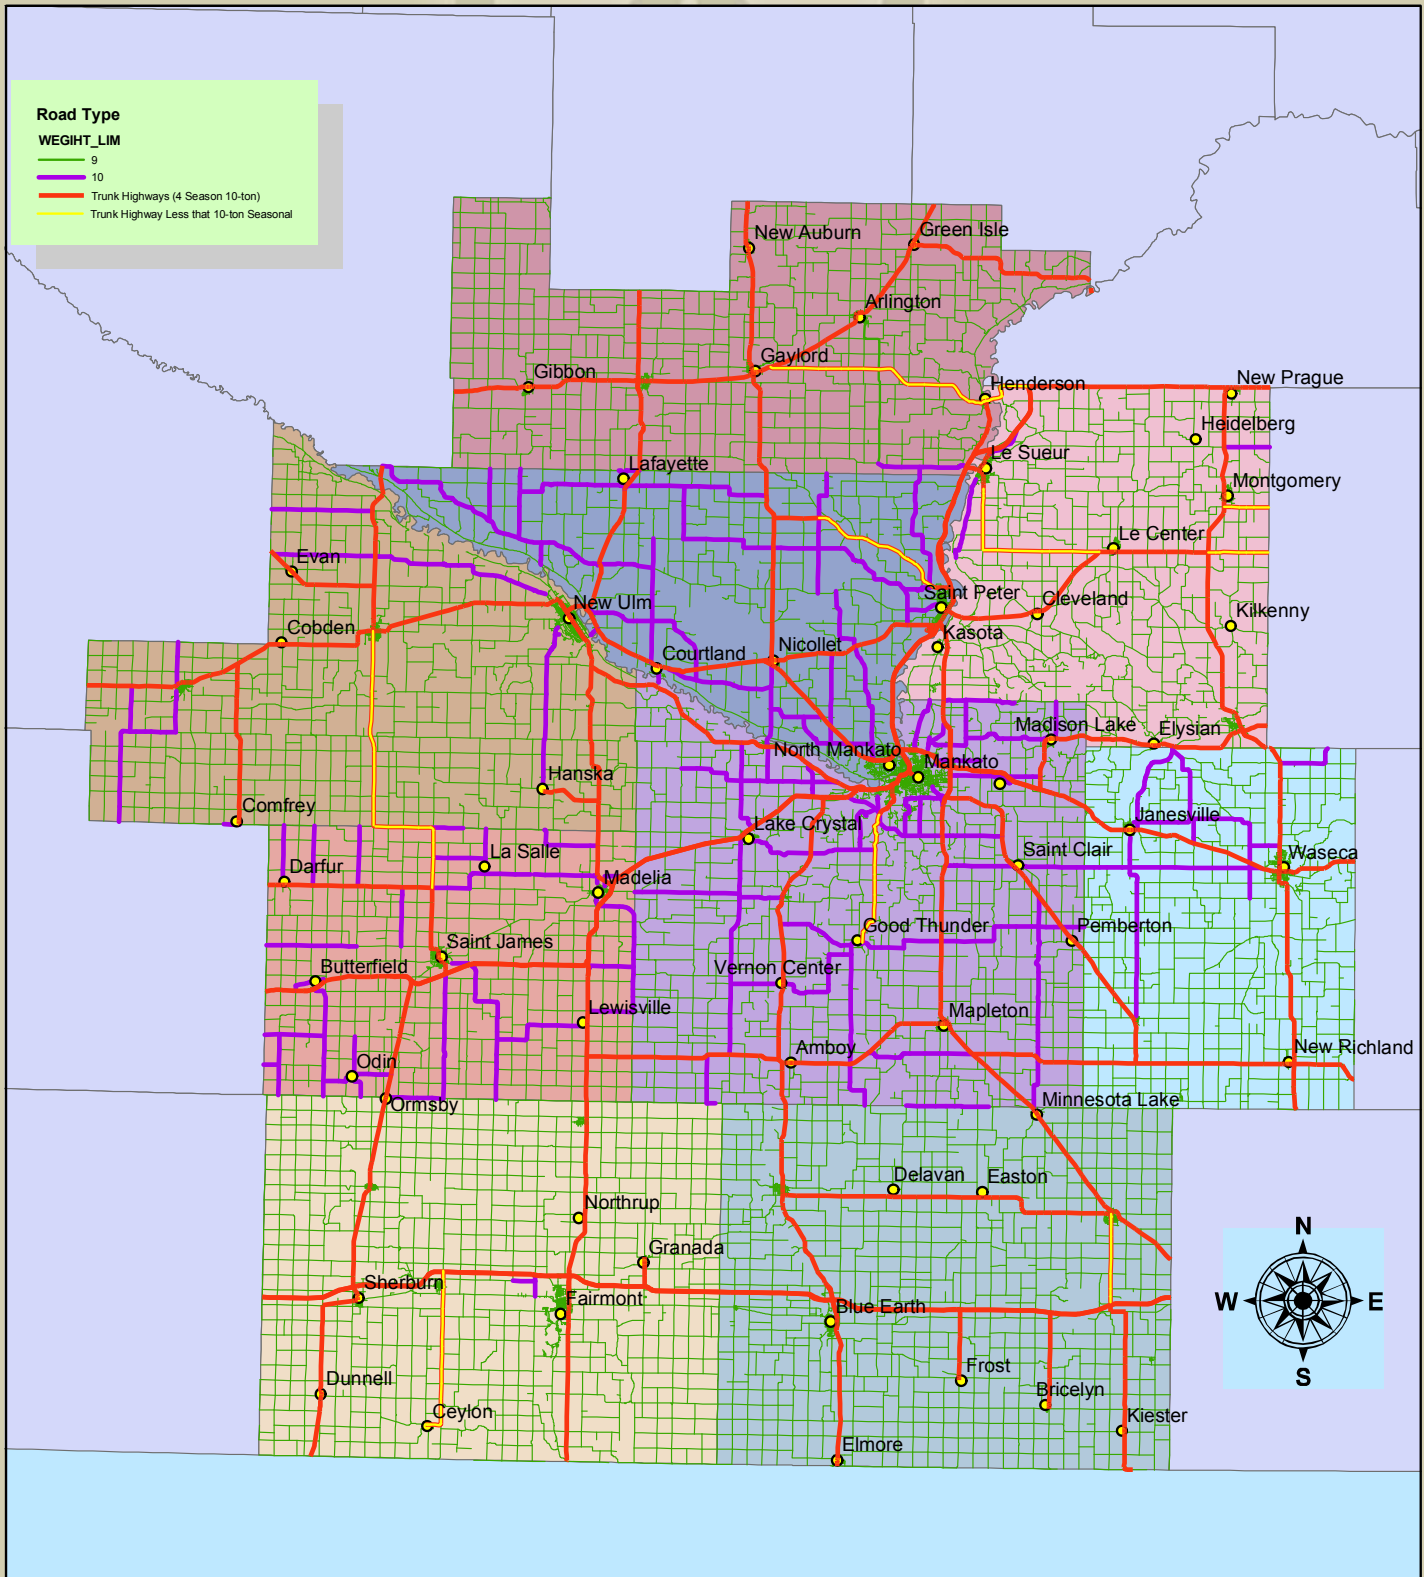 Road Type
WEGIHT_LIM
9
10
Trunk Highways (4 Season 10-ton)
Trunk Highway Less that 10-ton Seasonal
New Auburn
Green Isle
Arlington
Gaylord
Gibbon
Henderson
New Prague
Heidelberg
Le Sueur
Lafayette
Montgomery
Le Center
Evan
Saint Peter
Cleveland
New Ulm
Kilkenny
Cobden
Kasota
Nicollet
Courtland
Madison Lake
Elysian
North Mankato
Mankato
Hanska
Comfrey
Janesville
Lake Crystal
La Salle
Saint Clair
Waseca
Darfur
Madelia
Good Thunder
Pemberton
Saint James
Butterfield
Vernon Center
Lewisville
Mapleton
Amboy
New Richland
Odin
Ormsby
Minnesota Lake
Delavan
Easton
Northrup
N
Granada
Sherburn
Fairmont
W
E
Blue Earth
Frost
S
Dunnell
Bricelyn
Ceylon
Kiester
Elmore